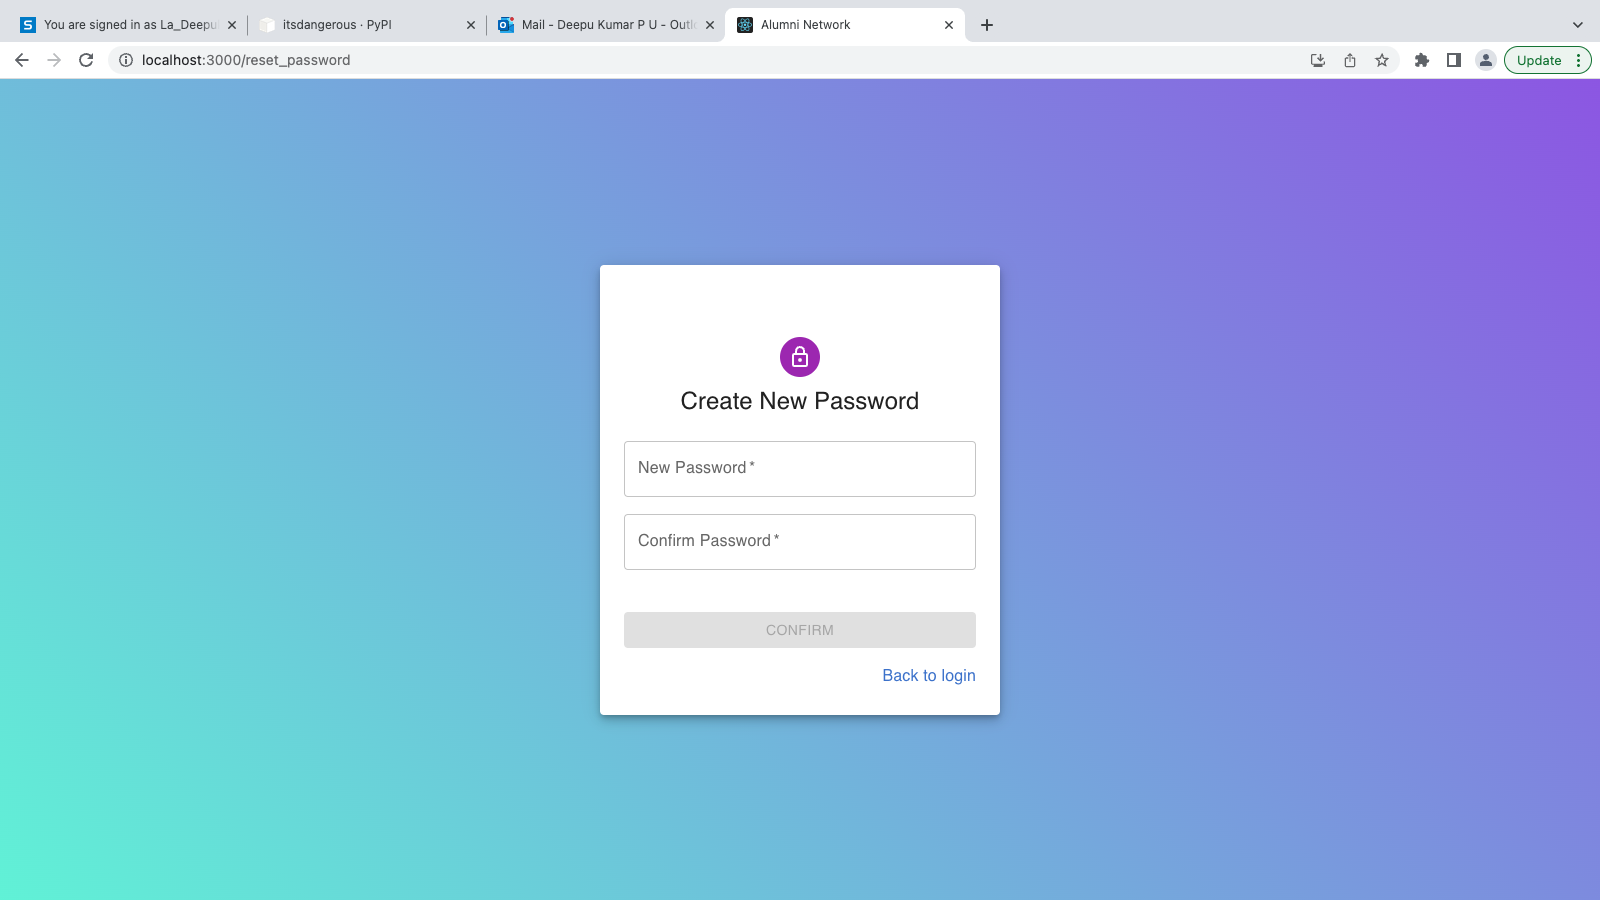 You are signed in as La_Deepu
itsdangerous · PyPI
Mail - Deepu Kumar P U - Outlo
Alumni Network
localhost:3000/reset_password
Update
Create New Password
New Password *
Confirm Password *
CONFIRM
Back to login